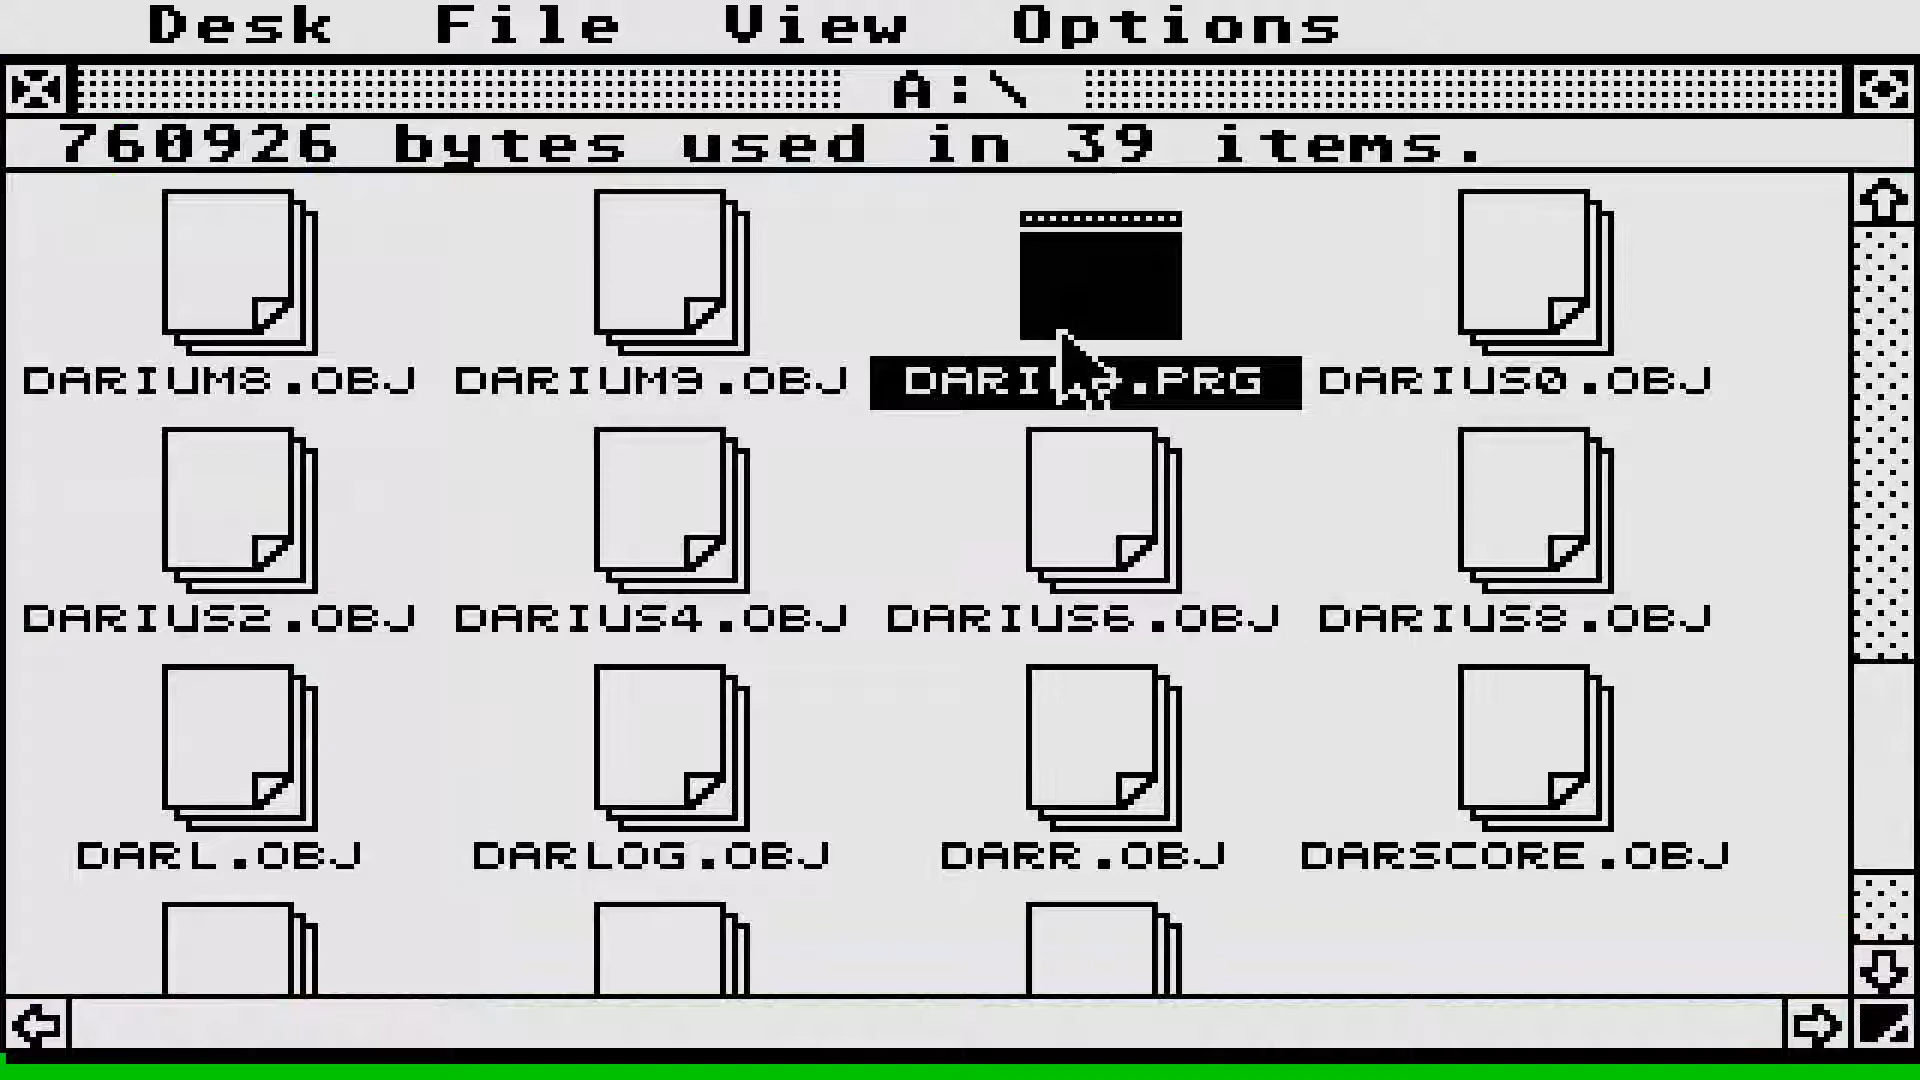 Desk File View Options
A:\
760926 bytes used in 39 items.
DARIUM8.OBJ DARIUM9.OBJ DARIUS0.OBJ
DARIUS2.OBJ DARIUS4.OBJ DARIUS6.OBJ DARIUS8.OBJ
DARL.OBJ DARLOG.OBJ DARR.OBJ DARSCORE.OBJ